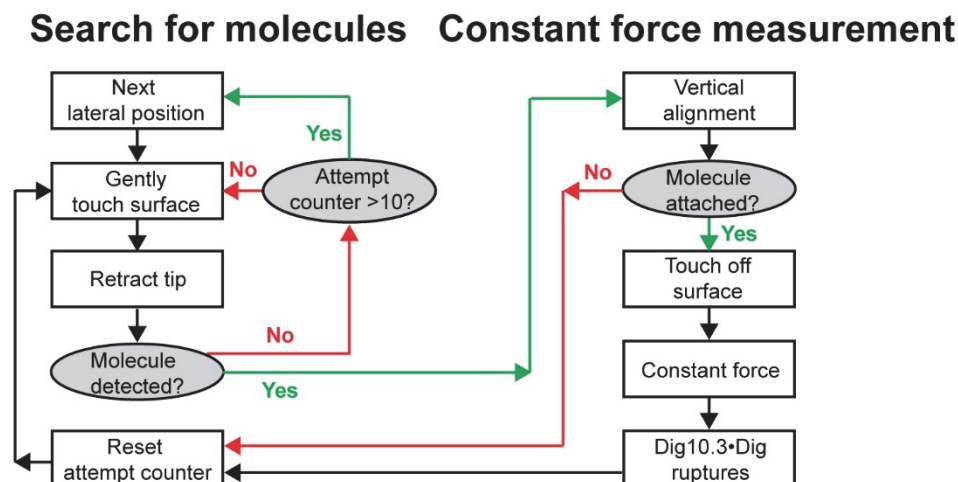 Search for molecules
Constant force measurement
Next
lateral position
Yes
No
Gently
touch surface
Attempt
counter >10?
Retract tip
No
Molecule
detected?
Yes
Reset
attempt counter
Vertical
alignment
No
Molecule
attached?
Yes
Touch off
surface
Constant force
Dig10.3•Dig
ruptures